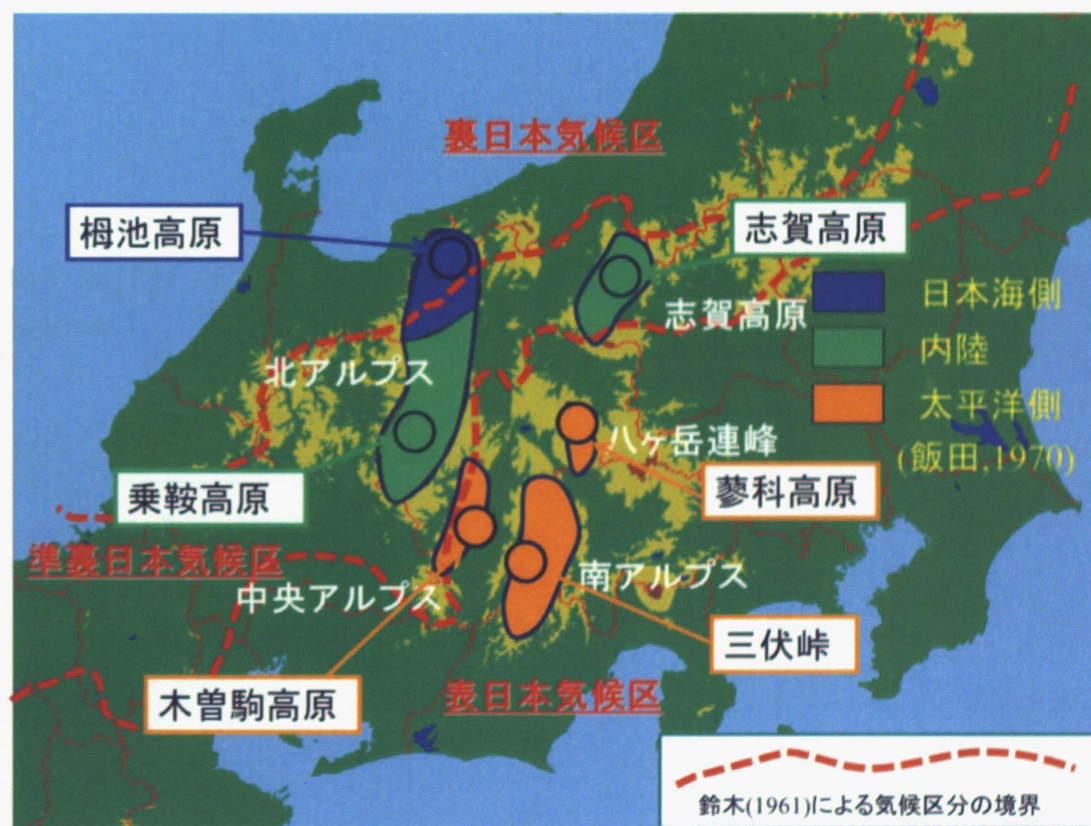 裏日本気候区
栂池高原
志賀高原
日本海側
志賀高原
内陸
北アルプス
太平洋側
八ヶ岳連峰
(飯田,1970)
乗鞍高原
蓼科高原
準裏日本気候区
中央アルプス
南アルプス
三伏峠
木曽駒高原
表日本気候区
鈴木(1961)による気候区分の境界